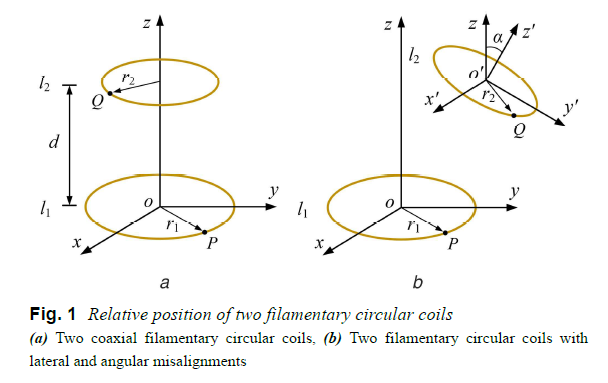 z
l₂
r₂
Q
d
l₁
o
y
r₁
x
P
a
z
l₂
z
α
z'
o'
x'
r₂
y'
Q
l₁
o
y
r₁
x
P
b
Fig. 1 Relative position of two filamentary circular coils
(a) Two coaxial filamentary circular coils, (b) Two filamentary circular coils with
lateral and angular misalignments